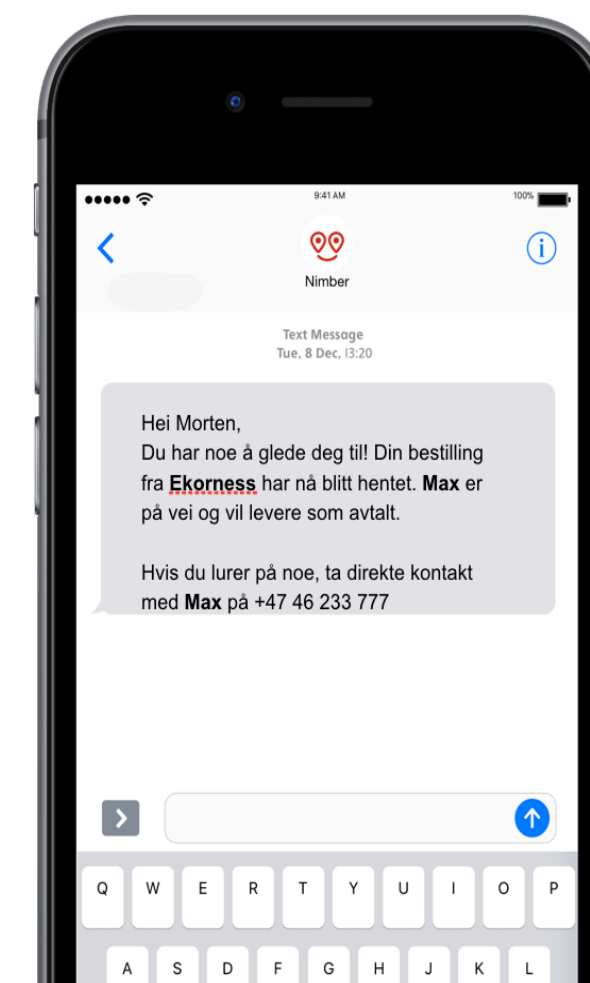 9:41 AM
100%
Nimber
Text Message
Tue, 8 Dec, 13:20
Hei Morten,
Du har noe å glede deg til! Din bestilling
fra Ekorness har nå blitt hentet. Max er
på vei og vil levere som avtalt.
Hvis du lurer på noe, ta direkte kontakt
med Max på +47 46 233 777
Q W E R T Y U I O P
A S D F G H J K L